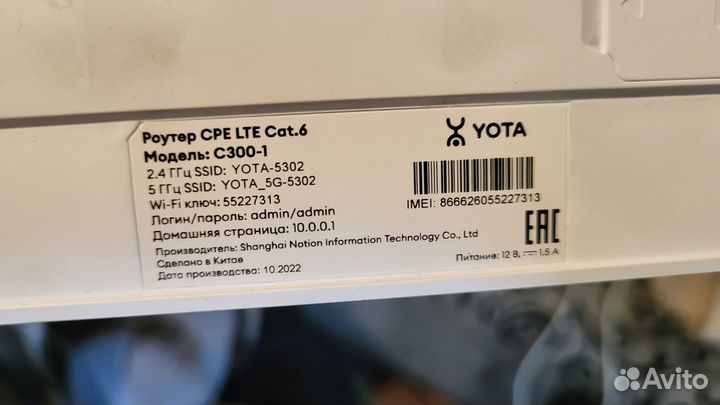 Роутер CPE LTE Cat.6
Модель: C300-1
2.4 ГГц SSID: YOTA-5302
5 ГГц SSID: YOTA_5G-5302
Wi-Fi ключ: 55227313
Логин/пароль: admin/admin
Домашняя страница: 10.0.0.1
Производитель: Shanghai Notion Information Technology Co., Ltd
Сделано в Китае
Дата производства: 10.2022
YOTA
IMEI: 866626055227313
EAC
Питание: 12 В, 1.5 А
Avito